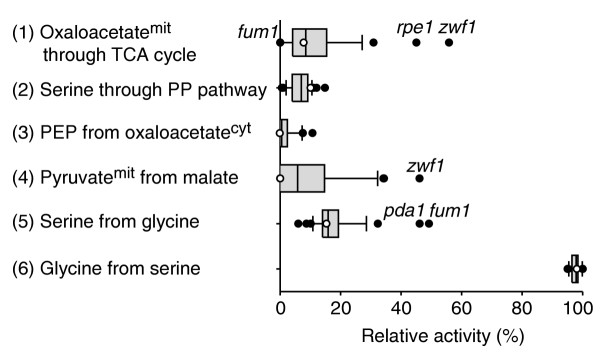 fum1 rpe1 zwf1
(1) Oxaloacetatemit
through TCA cycle
(2) Serine through PP pathway
(3) PEP from oxaloacetatecyt
zwf1
(4) Pyruvatemit from malate
pda1 fum1
(5) Serine from glycine
(6) Glycine from serine
0 20 40 60 80 100
Relative activity (%)